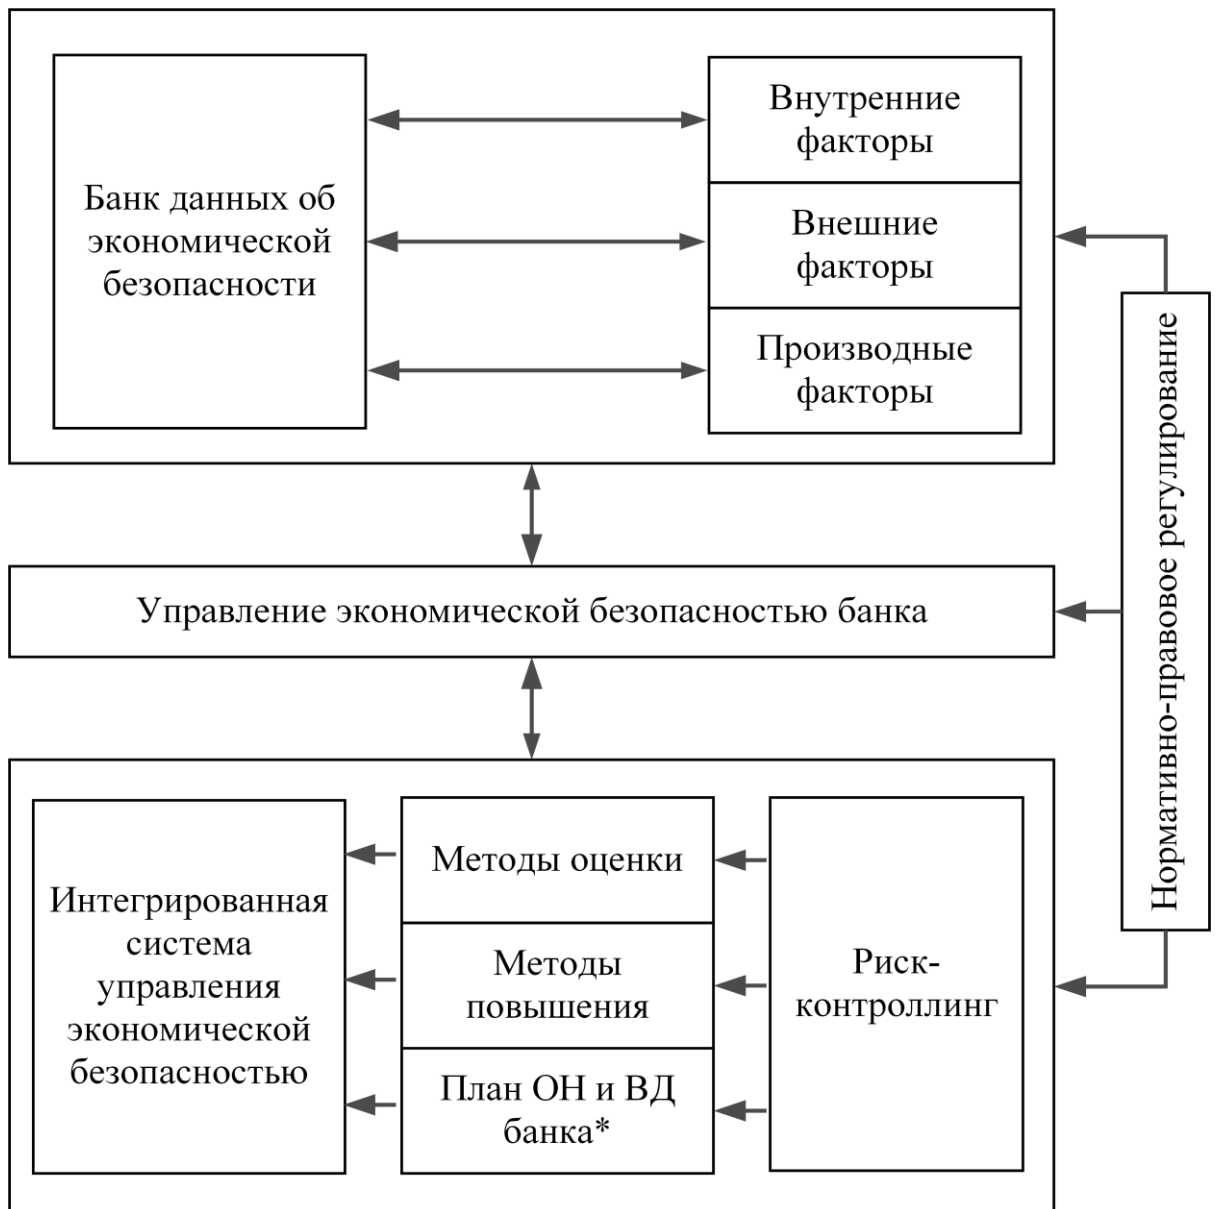 Банк данных об
экономической
безопасности
Внутренние
факторы
Внешние
факторы
Производные
факторы
Нормативно-правовое регулирование
Управление экономической безопасностью банка
Интегрированная
система
управления
экономической
безопасностью
Методы оценки
Методы
повышения
План ОН и ВД
банка*
Риск-
контроллинг